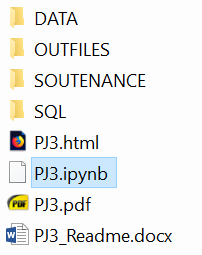 DATA
OUTFILES
SOUTENANCE
SQL
PJ3.html
PJ3.ipynb
PJ3.pdf
PJ3_Readme.docx